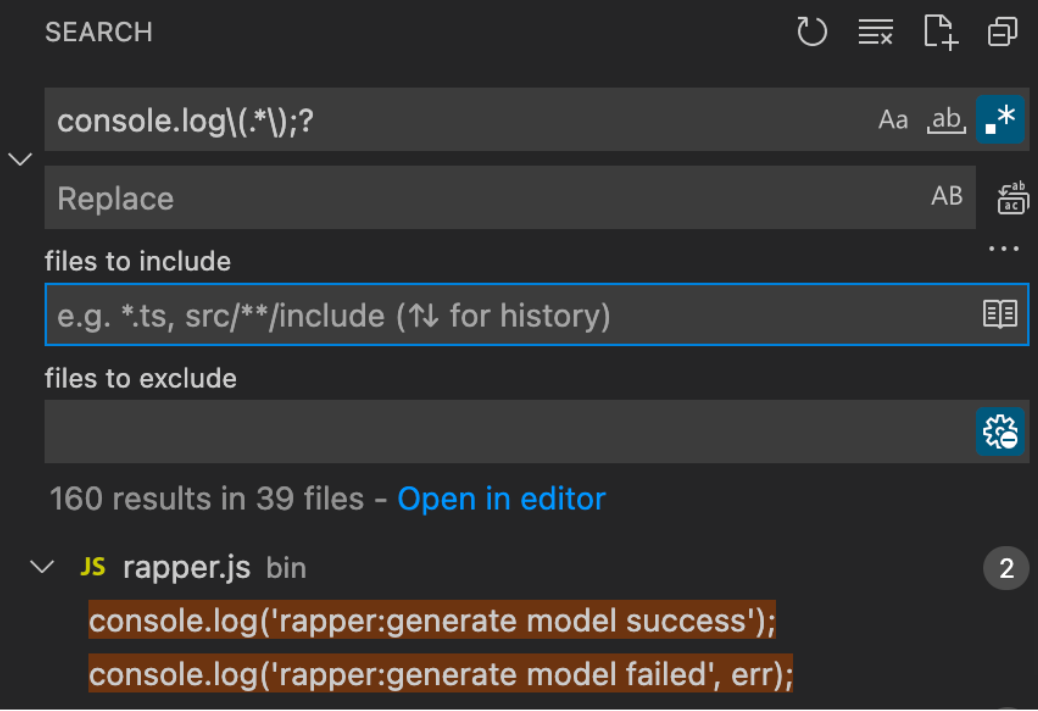 SEARCH
console.log\(.*\);?
Aa ab .*
Replace
AB
ab
ac
...
files to include
e.g. *.ts, src/**/include (⇅ for history)
files to exclude
160 results in 39 files - Open in editor
JS rapper.js bin 2
console.log('rapper:generate model success');
console.log('rapper:generate model failed', err);